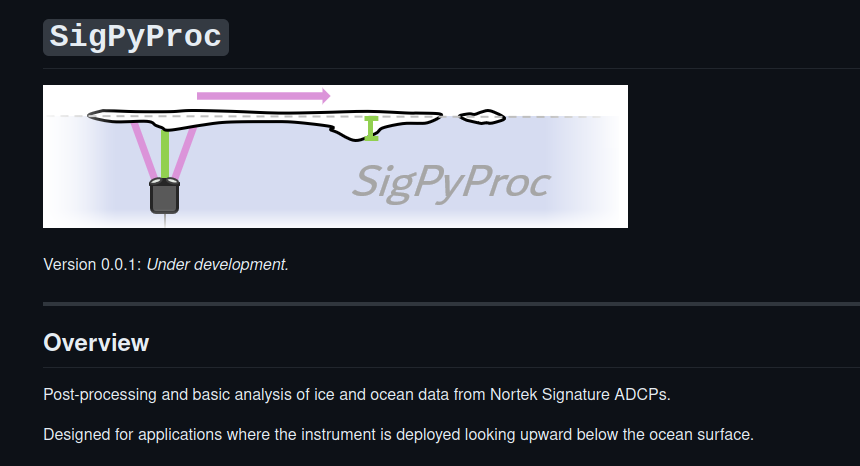 SigPyProc
SigPyProc
Version 0.0.1: Under development.
Overview
Post-processing and basic analysis of ice and ocean data from Nortek Signature ADCPs.
Designed for applications where the instrument is deployed looking upward below the ocean surface.